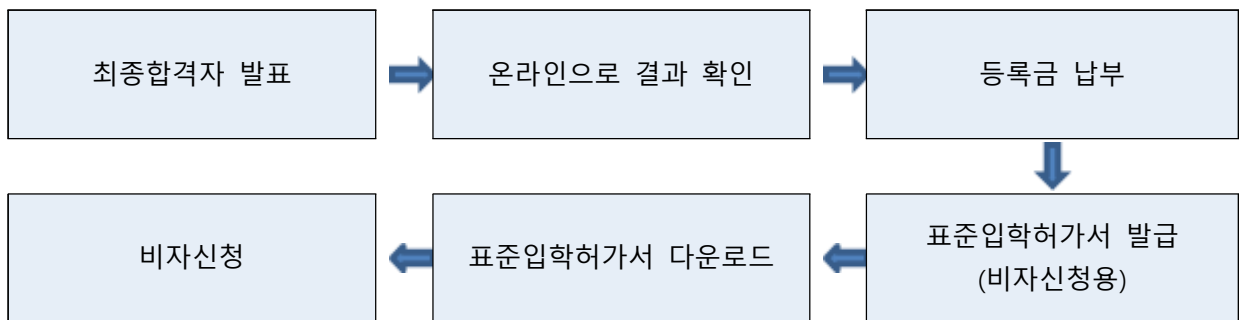 최종합격자 발표
온라인으로 결과 확인
등록금 납부
표준입학허가서 발급
(비자신청용)
표준입학허가서 다운로드
비자신청